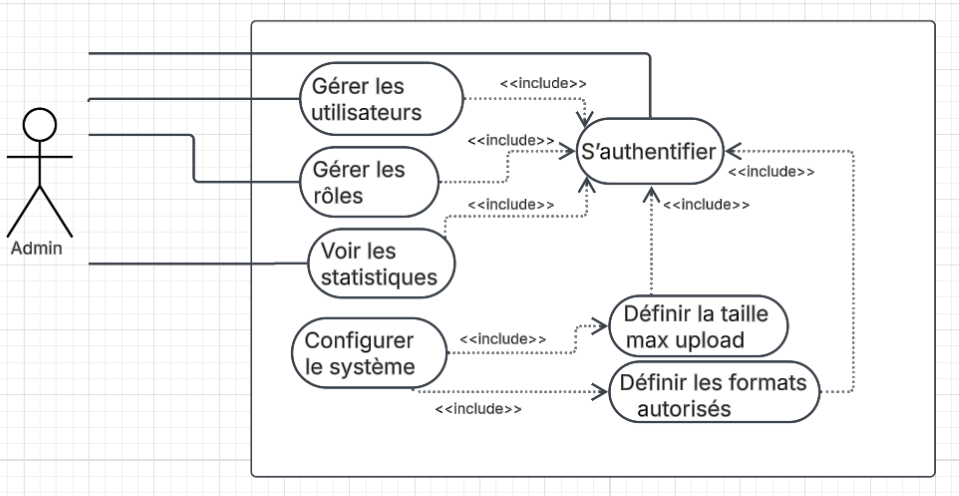 <<include>>
Gérer les
utilisateurs
<<include>>
S'authentifier
Gérer les
rôles
<<include>>
<<include>>
<<include>>
Admin
Voir les
statistiques
Définir la taille
max upload
Configurer
le système
<<include>>
Définir les formats
autorisés
<<include>>